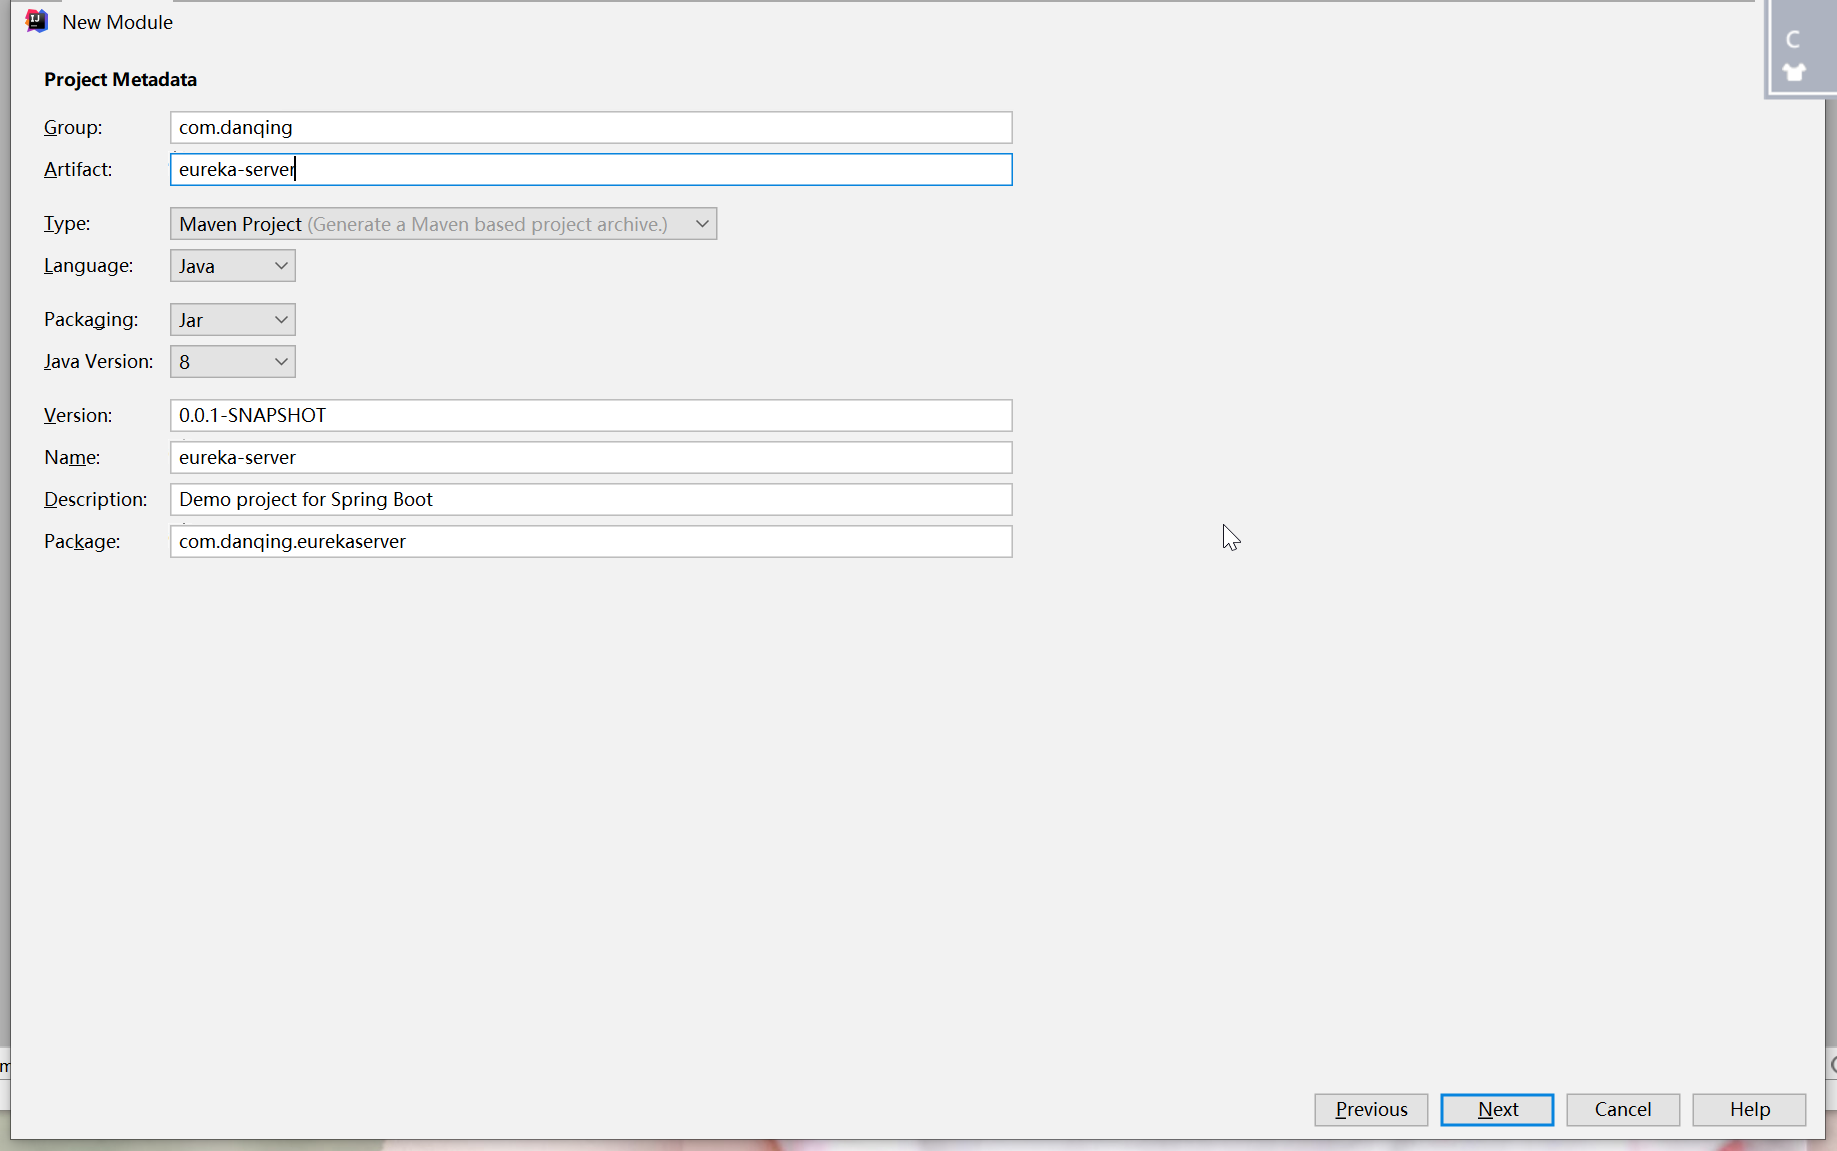 New Module
C
Project Metadata
Group: com.danqing
Artifact: eureka-server
Type: Maven Project (Generate a Maven based project archive.)
Language: Java
Packaging: Jar
Java Version: 8
Version: 0.0.1-SNAPSHOT
Name: eureka-server
Description: Demo project for Spring Boot
Package: com.danqing.eurekaserver
Previous Next Cancel Help